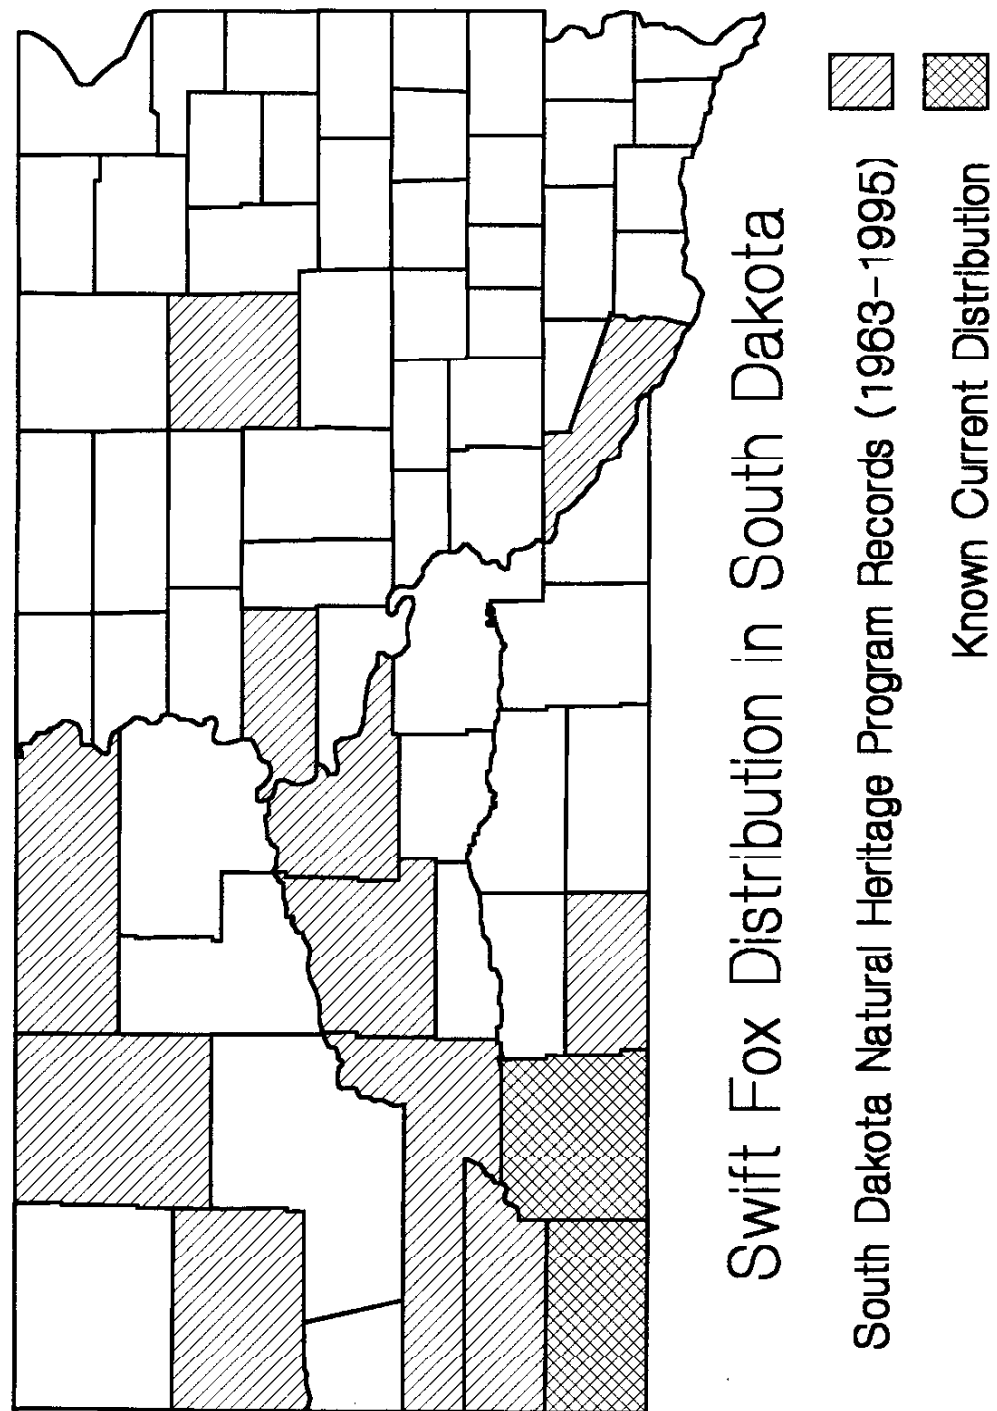 Swift Fox Distribution in South Dakota
South Dakota Natural Heritage Program Records (1963-1995)
Known Current Distribution